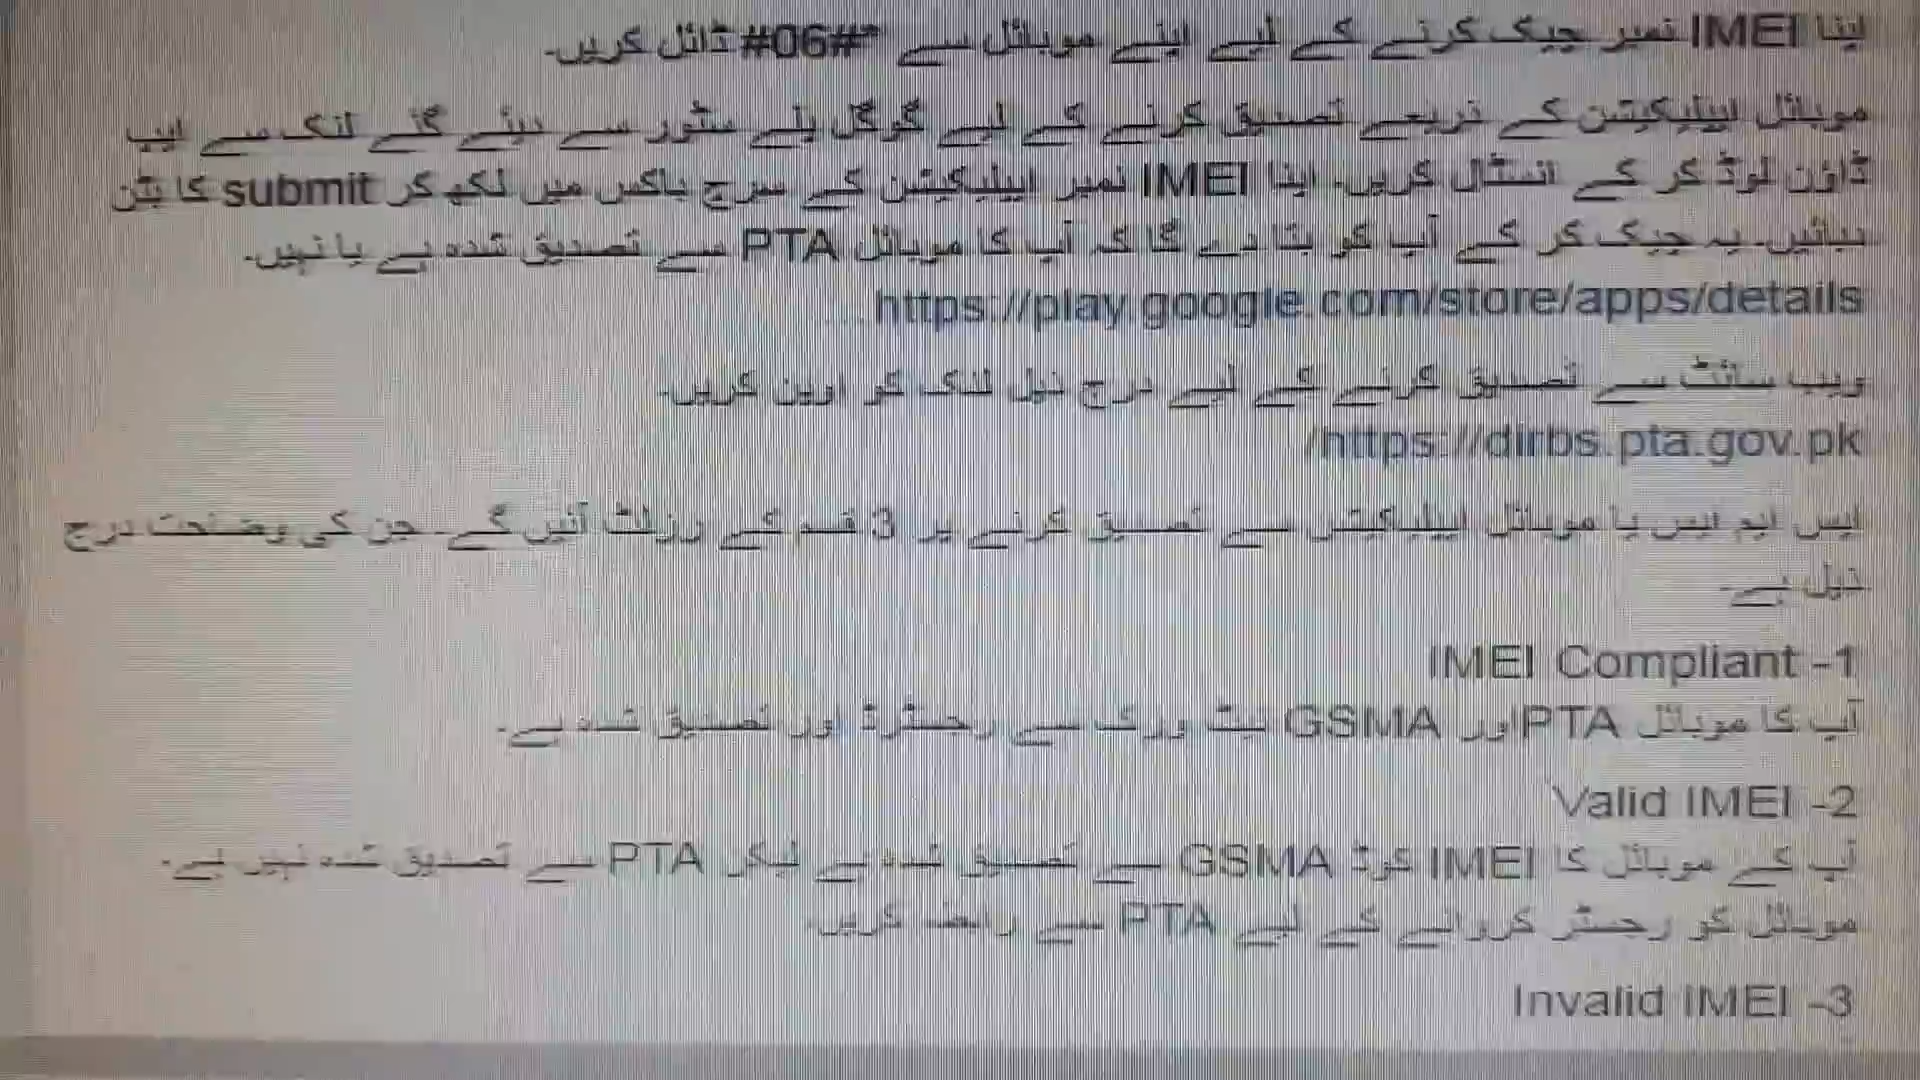 اپنا IMEI نمبر چیک کرنے کے لیے اپنے موبائل سے *#06# ڈائل کریں۔
موبائل ایپلیکیشن کے ذریعے تصدیق کرنے کے لیے گوگل پلے سٹور سے دیئے گئے لنک سے ایپ
ڈاؤن لوڈ کر کے انسٹال کریں۔ اپنا IMEI نمبر ایپلیکیشن کے سرچ باکس میں لکھ کر submit کا بٹن
دبائیں۔ یہ چیک کر کے آپ کو بتا دے گا کہ آپ کا موبائل PTA سے تصدیق شدہ ہے یا نہیں۔
https://play.google.com/store/apps/details...
ویب سائٹ سے تصدیق کرنے کے لیے درج ذیل لنک کو اوپن کریں۔
https://dirbs.pta.gov.pk/
ایس ایم ایس یا موبائل ایپلیکیشن سے تصدیق کرنے پر 3 قسم کے رزلٹ آئیں گے۔ جن کی وضاحت درج
ذیل ہے۔
1- IMEI Compliant
آپ کا موبائل PTA اور GSMA نیٹ ورک سے رجسٹرڈ اور تصدیق شدہ ہے۔
2- Valid IMEI
آپ کے موبائل کا IMEI کوڈ GSMA سے تصدیق شدہ ہے لیکن PTA سے تصدیق شدہ نہیں ہے۔
موبائل کو رجسٹر کروانے کے لیے PTA سے رابطہ کریں۔
3- Invalid IMEI